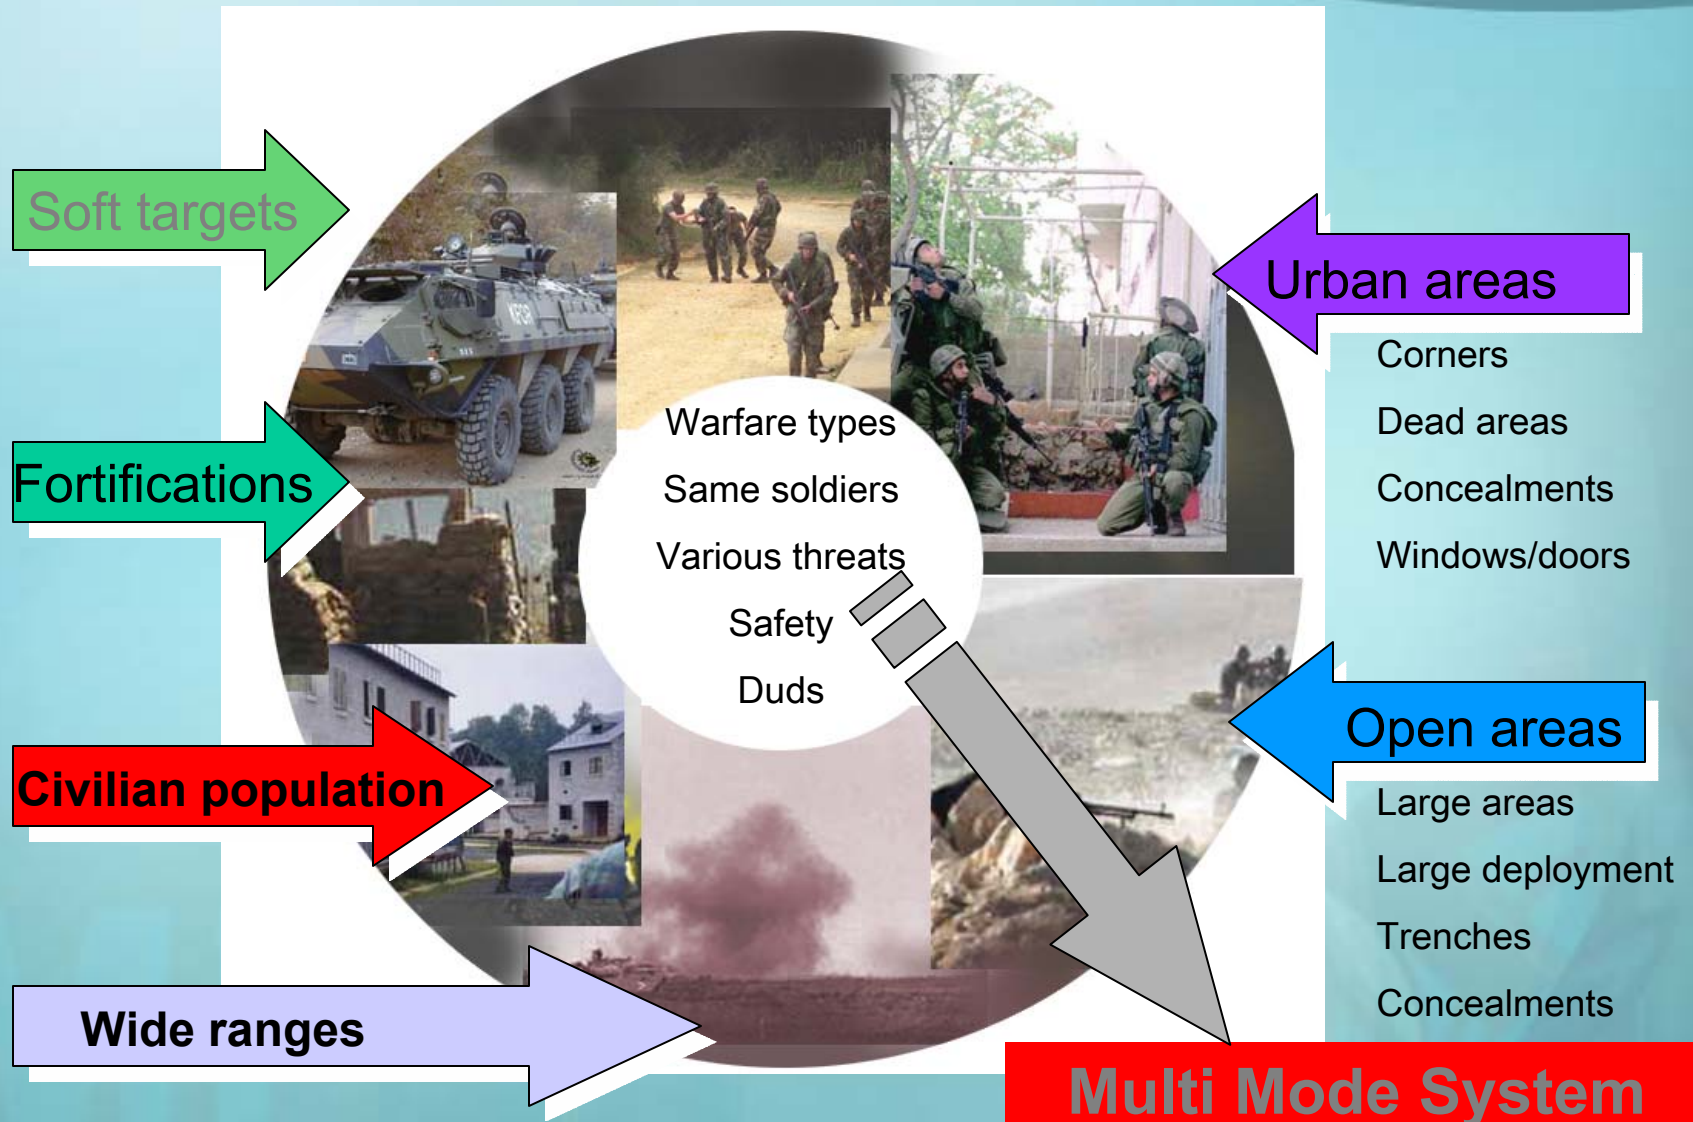 Soft targets
Fortifications
Civilian population
Wide ranges
KFOR
Warfare types
Same soldiers
Various threats
Safety
Duds
Urban areas
Corners
Dead areas
Concealments
Windows/doors
Open areas
Large areas
Large deployment
Trenches
Concealments
Multi Mode System